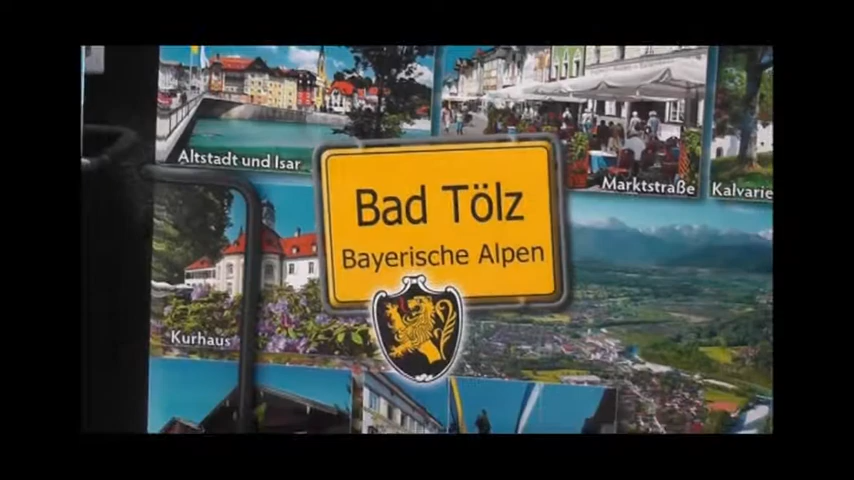 Altstadt und Isar
Marktstraße
Kalvarie
Bad Tölz
Bayerische Alpen
Kurhaus